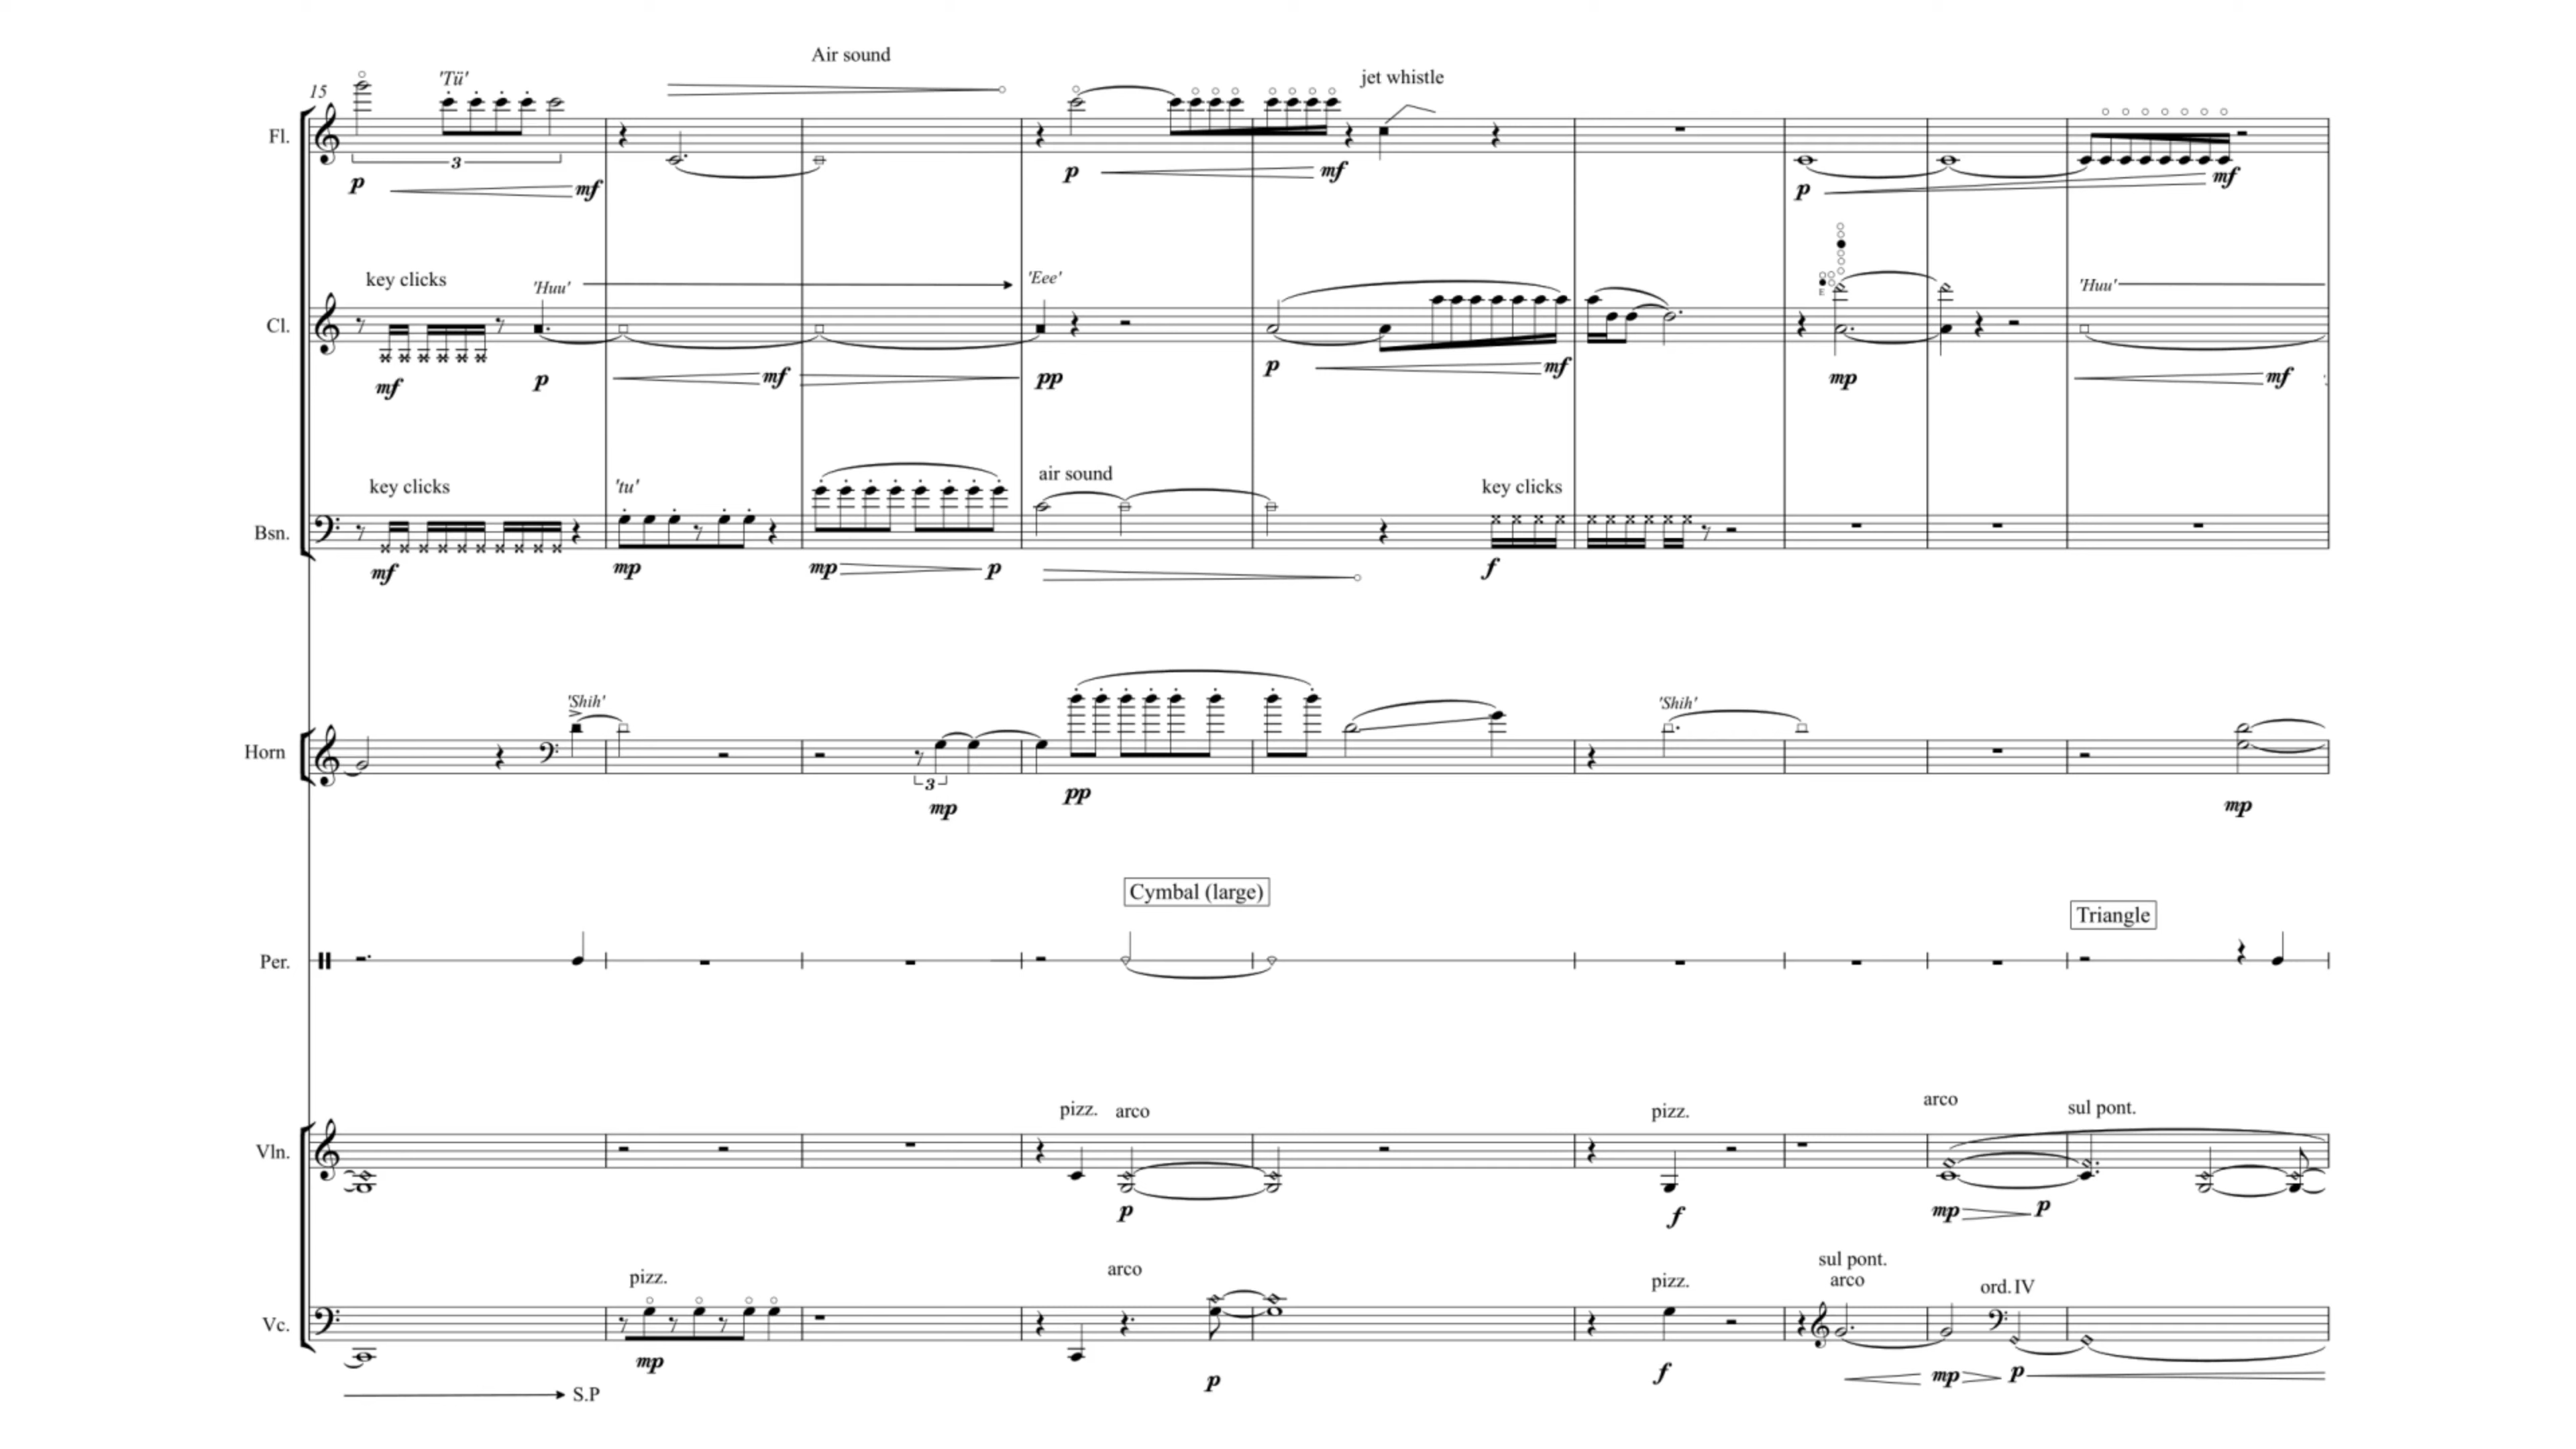 Air sound
15
'Tü'
jet whistle
Fl.
3
p
mf
p
mf
p
mf
key clicks
'Huu'
'Eee'
'Huu'
Cl.
E
mf
p
mf
pp
p
mf
mp
mf
key clicks
'tu'
air sound
key clicks
Bsn.
mf
mp
mp
p
f
'Shih'
'Shih'
Horn
3
mp
pp
mp
Cymbal (large)
Triangle
Per.
pizz.
arco
pizz.
arco
sul pont.
Vln.
p
f
mp
p
pizz.
arco
pizz.
sul pont.
arco
ord. IV
Vc.
mp
p
f
mp
p
S.P